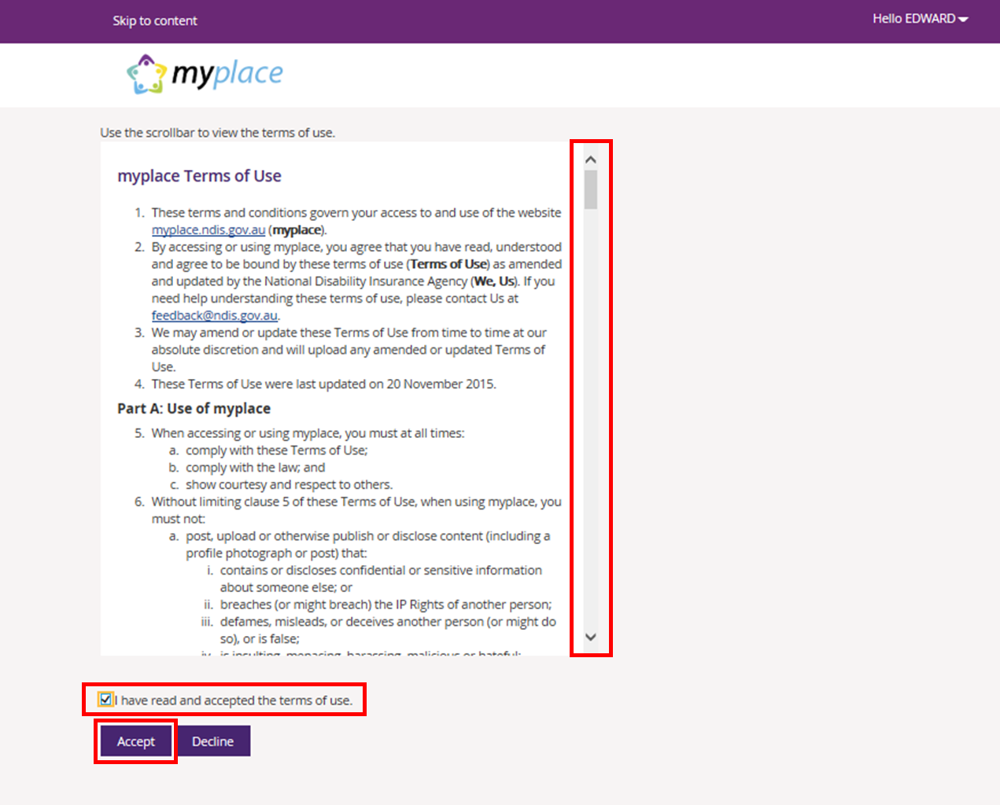 Skip to content
Hello EDWARD
myplace
Use the scrollbar to view the terms of use.
myplace Terms of Use
1. These terms and conditions govern your access to and use of the website
myplace.ndis.gov.au (myplace).
2. By accessing or using myplace, you agree that you have read, understood
and agree to be bound by these terms of use (Terms of Use) as amended
and updated by the National Disability Insurance Agency (We, Us). If you
need help understanding these terms of use, please contact Us at
feedback@ndis.gov.au.
3. We may amend or update these Terms of Use from time to time at our
absolute discretion and will upload any amended or updated Terms of
Use.
4. These Terms of Use were last updated on 20 November 2015.
Part A: Use of myplace
5. When accessing or using myplace, you must at all times:
a. comply with these Terms of Use;
b. comply with the law; and
c. show courtesy and respect to others.
6. Without limiting clause 5 of these Terms of Use, when using myplace, you
must not:
a. post, upload or otherwise publish or disclose content (including a
profile photograph or post) that:
i. contains or discloses confidential or sensitive information
about someone else; or
ii. breaches (or might breach) the IP Rights of another person;
iii. defames, misleads, or deceives another person (or might do
so), or is false;
iv. is insulting, menacing, harassing, malicious or hateful;
I have read and accepted the terms of use.
Accept
Decline